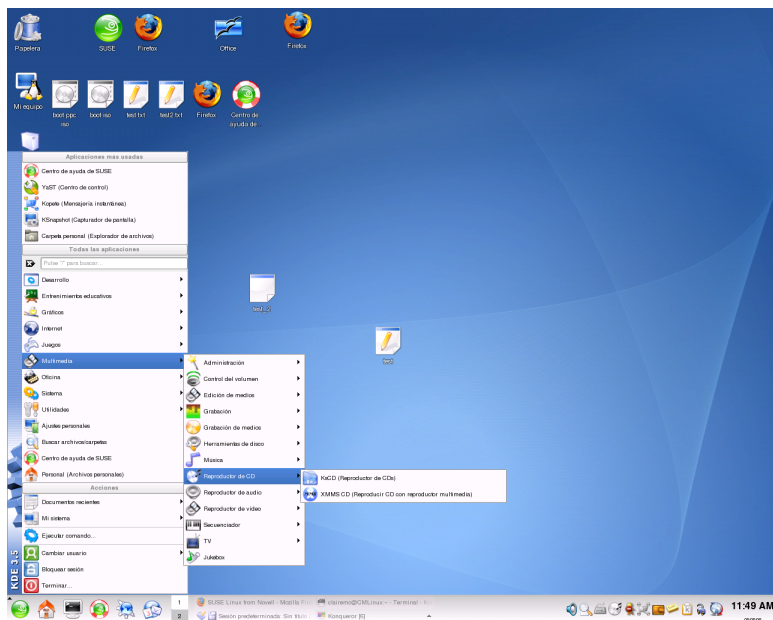 Papelera
SUSE
Firefox
Office
Firefox
Mi equipo
boot ppc
iso
boot iso
test txt
test2 txt
Firefox
Centro de
ayuda de...
Aplicaciones más usadas
Centro de ayuda de SUSE
YaST (Centro de control)
Kopete (Mensajería instantánea)
KSnapshot (Capturador de pantalla)
Carpeta personal (Explorador de archivos)
Todas las aplicaciones
Desarrollo
Entrenimientos educativos
Gráficos
Internet
Juegos
Multimedia
Oficina
Sistema
Utilidades
Ajustes personales
Buscar archivos/carpetas
Centro de ayuda de SUSE
Personal (Archivos personales)
Acciones
Documentos recientes
Mi sistema
Ejecutar comando...
Cambiar usuario
Bloquear sesión
Terminar...
KDE 3.5
Administración
Control del volumen
Edición de medios
Grabación
Grabación de medios
Herramientas de disco
Música
Reproductor de CD
Reproductor de audio
Reproductor de vídeo
Secuenciador
TV
Jukebox
KsCD (Reproductor de CDs)
XMMS CD (Reproducir CD con reproductor multimedia)
test
1
2
SUSE Linux from Novell - Mozilla
Sesión predeterminada: Sin
Terminal
Konqueror [6]
11:49 AM